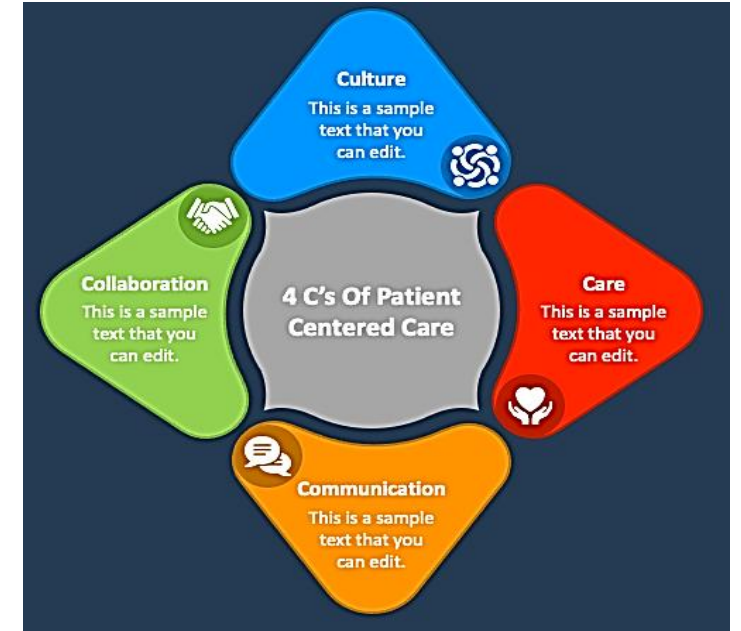 Culture
This is a sample
text that you
can edit.
Collaboration
This is a sample
text that you
can edit.
4 C's Of Patient
Centered Care
Care
This is a sample
text that you
can edit.
Communication
This is a sample
text that you
can edit.